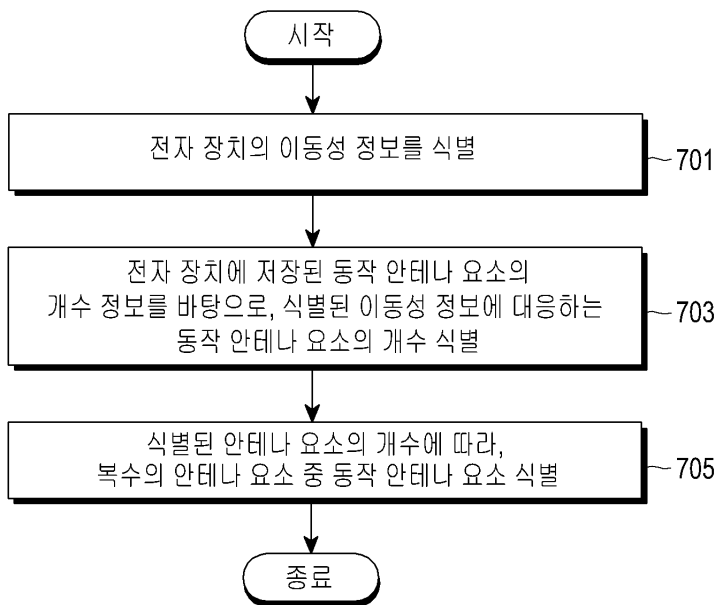 시작
전자 장치의 이동성 정보를 식별
701
전자 장치에 저장된 동작 안테나 요소의
개수 정보를 바탕으로, 식별된 이동성 정보에 대응하는
동작 안테나 요소의 개수 식별
703
식별된 안테나 요소의 개수에 따라,
복수의 안테나 요소 중 동작 안테나 요소 식별
705
종료